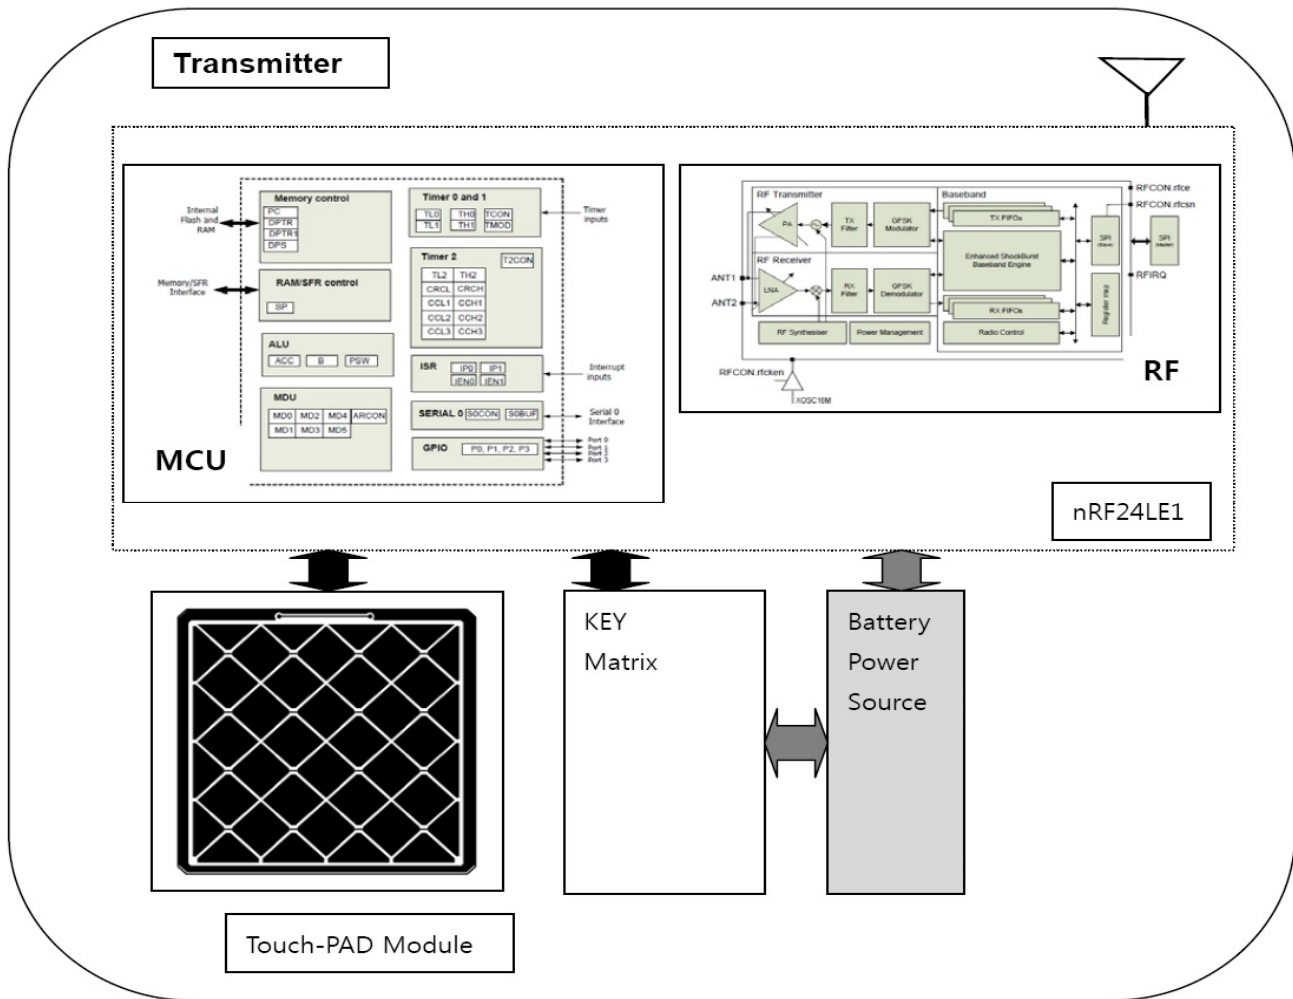 Transmitter
Memory control
PC
DPTR
DPTR1
DPS
Internal
Flash and
RAM
RAM/SFR control
SP
Memory/SFR
Interface
ALU
ACC B PSW
MDU
MD0 MD2 MD4 ARCON
MD1 MD3 MD5
MCU
Timer 0 and 1
TL0 TH0 TCON
TL1 TH1 TMOD
Timer
inputs
Timer 2
T2CON
TL2 TH2
CRCL CRCH
CCL1 CCH1
CCL2 CCH2
CCL3 CCH3
ISR
IP0 IP1
IEN0 IEN1
Interrupt
inputs
SERIAL 0 S0CON S0BUF
Serial 0
Interface
GPIO P0, P1, P2, P3
Port 0
Port 1
Port 2
Port 3
RF Transmitter
PA
TX
Filter
GFSK
Modulator
RF Receiver
ANT1
ANT2
LNA
RX
Filter
GFSK
Demodulator
RF Synthesiser
Power Management
Baseband
TX FIFOs
Enhanced ShockBurst
Baseband Engine
RX FIFOs
Radio Control
SPI
(Slave)
Register map
SPI
(Master)
RFCON.rfce
RFCON.rfcsn
RFIRQ
RFCON.rfcken
XOSC16M
RF
nRF24LE1
KEY
Matrix
Battery
Power
Source
Touch-PAD Module